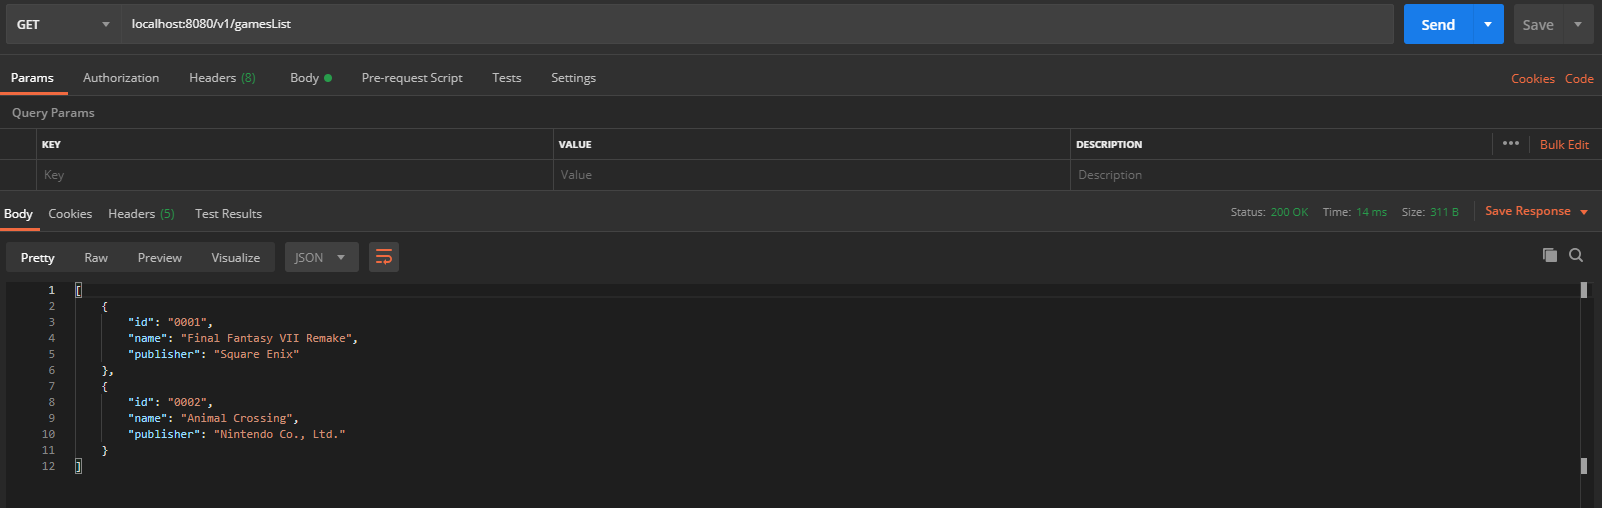 GET localhost:8080/v1/gamesList Send Save
Params Authorization Headers (8) Body Pre-request Script Tests Settings Cookies Code
Query Params
KEY VALUE DESCRIPTION ••• Bulk Edit
Key Value Description
Body Cookies Headers (5) Test Results Status: 200 OK Time: 14 ms Size: 311 B Save Response
Pretty Raw Preview Visualize JSON
1 [
2 {
3 "id": "0001",
4 "name": "Final Fantasy VII Remake",
5 "publisher": "Square Enix"
6 },
7 {
8 "id": "0002",
9 "name": "Animal Crossing",
10 "publisher": "Nintendo Co., Ltd."
11 }
12 ]